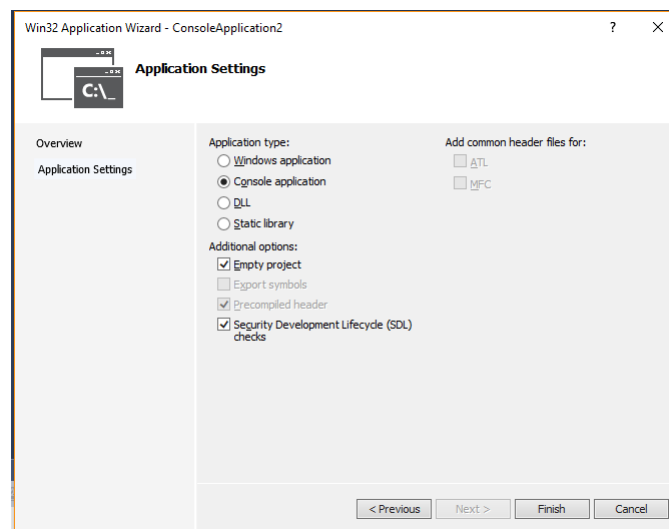 Win32 Application Wizard - ConsoleApplication2
? X
Application Settings
C:\_
Overview
Application Settings
Application type:
Windows application
Console application
DLL
Static library
Additional options:
Empty project
Export symbols
Precompiled header
Security Development Lifecycle (SDL)
checks
Add common header files for:
ATL
MFC
< Previous
Next >
Finish
Cancel